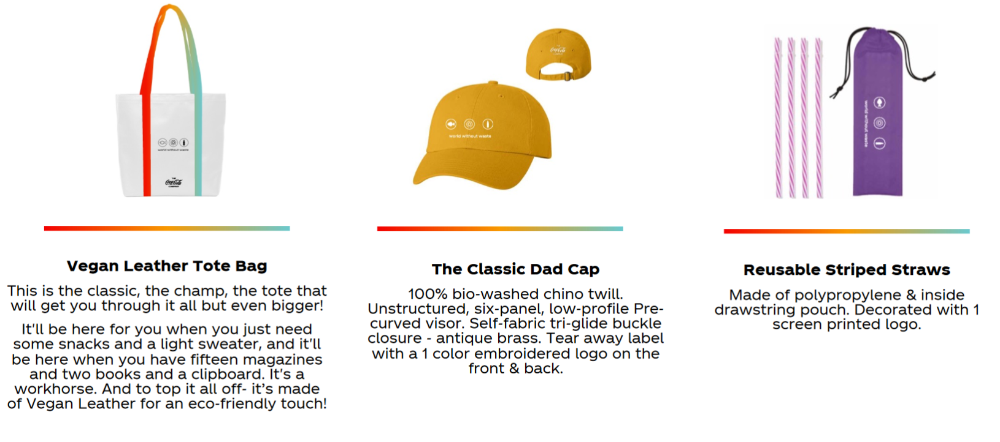 world without waste
THE
Coca-Cola
COMPANY
Vegan Leather Tote Bag
This is the classic, the champ, the tote that
will get you through it all but even bigger!
It'll be here for you when you just need
some snacks and a light sweater, and it'll
be here when you have fifteen magazines
and two books and a clipboard. It's a
workhorse. And to top it all off- it’s made
of Vegan Leather for an eco-friendly touch!
THE
Coca-Cola
COMPANY
world without waste
The Classic Dad Cap
100% bio-washed chino twill.
Unstructured, six-panel, low-profile Pre-
curved visor. Self-fabric tri-glide buckle
closure - antique brass. Tear away label
with a 1 color embroidered logo on the
front & back.
world without waste
Reusable Striped Straws
Made of polypropylene & inside
drawstring pouch. Decorated with 1
screen printed logo.